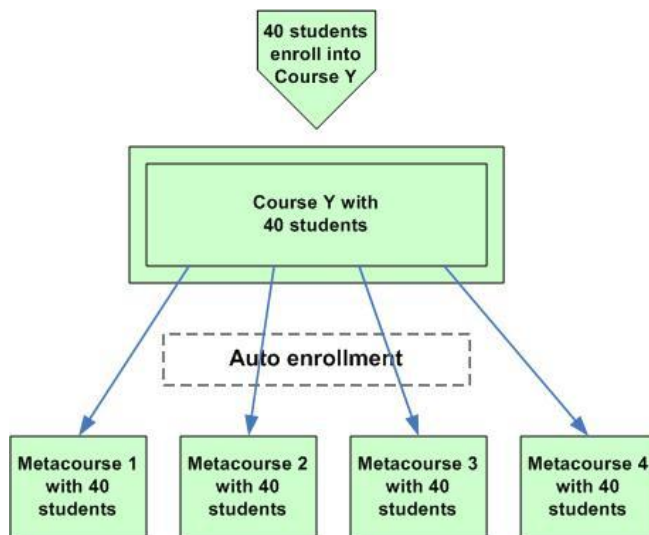 40 students
enroll into
Course Y
Course Y with
40 students
Auto enrollment
Metacourse 1
with 40
students
Metacourse 2
with 40
students
Metacourse 3
with 40
students
Metacourse 4
with 40
students